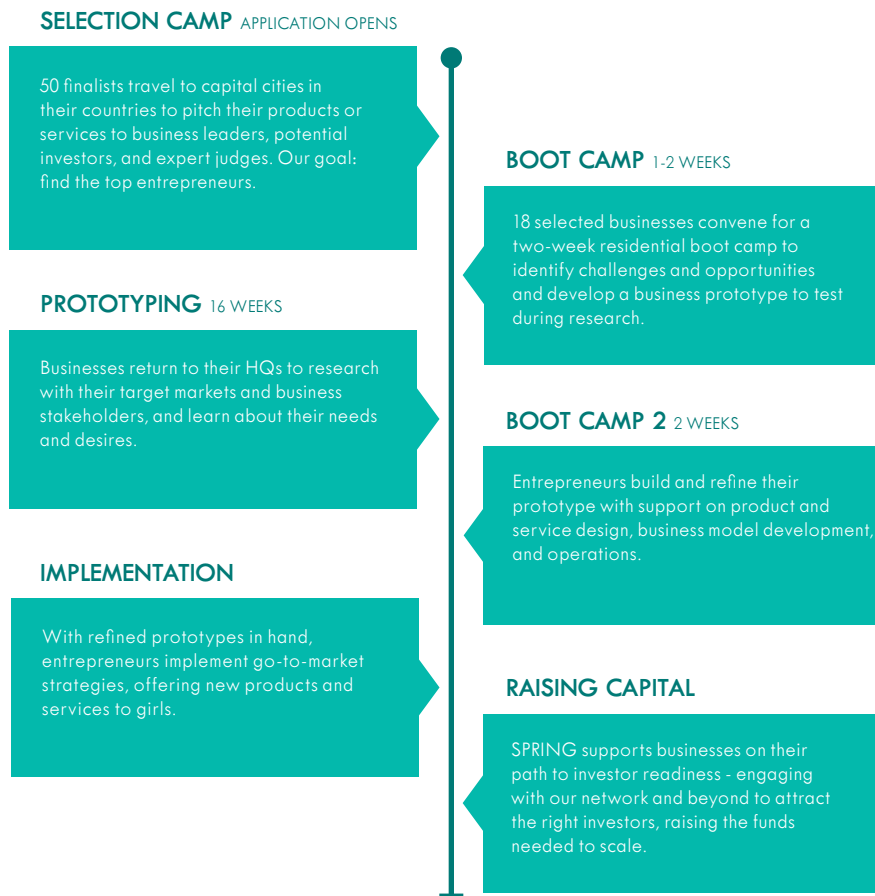 SELECTION CAMP APPLICATION OPENS
50 finalists travel to capital cities in
their countries to pitch their products or
services to business leaders, potential
investors, and expert judges. Our goal:
find the top entrepreneurs.
BOOT CAMP 1-2 WEEKS
18 selected businesses convene for a
two-week residential boot camp to
identify challenges and opportunities
and develop a business prototype to test
during research.
PROTOTYPING 16 WEEKS
Businesses return to their HQs to research
with their target markets and business
stakeholders, and learn about their needs
and desires.
BOOT CAMP 2 2 WEEKS
Entrepreneurs build and refine their
prototype with support on product and
service design, business model development,
and operations.
IMPLEMENTATION
With refined prototypes in hand,
entrepreneurs implement go-to-market
strategies, offering new products and
services to girls.
RAISING CAPITAL
SPRING supports businesses on their
path to investor readiness - engaging
with our network and beyond to attract
the right investors, raising the funds
needed to scale.